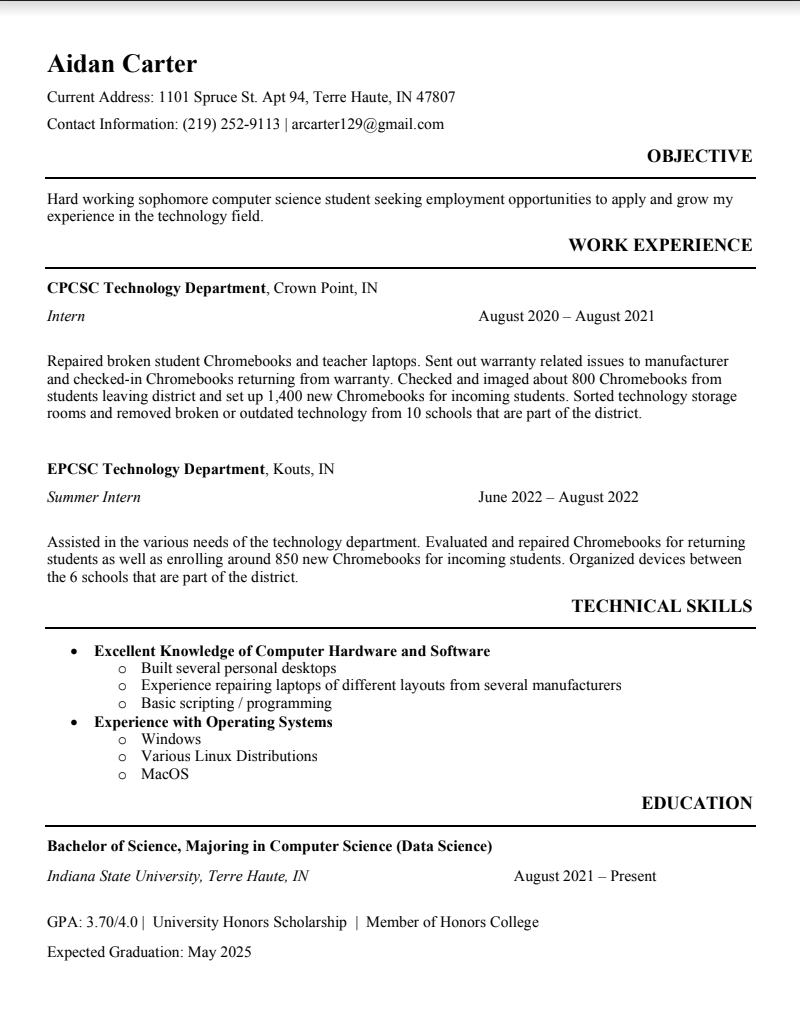 Aidan Carter
Current Address: 1101 Spruce St. Apt 94, Terre Haute, IN 47807
Contact Information: (219) 252-9113 | arcarter129@gmail.com
OBJECTIVE
Hard working sophomore computer science student seeking employment opportunities to apply and grow my
experience in the technology field.
WORK EXPERIENCE
CPCSC Technology Department, Crown Point, IN
Intern August 2020 – August 2021
Repaired broken student Chromebooks and teacher laptops. Sent out warranty related issues to manufacturer
and checked-in Chromebooks returning from warranty. Checked and imaged about 800 Chromebooks from
students leaving district and set up 1,400 new Chromebooks for incoming students. Sorted technology storage
rooms and removed broken or outdated technology from 10 schools that are part of the district.
EPCSC Technology Department, Kouts, IN
Summer Intern June 2022 – August 2022
Assisted in the various needs of the technology department. Evaluated and repaired Chromebooks for returning
students as well as enrolling around 850 new Chromebooks for incoming students. Organized devices between
the 6 schools that are part of the district.
TECHNICAL SKILLS
• Excellent Knowledge of Computer Hardware and Software
o Built several personal desktops
o Experience repairing laptops of different layouts from several manufacturers
o Basic scripting / programming
• Experience with Operating Systems
o Windows
o Various Linux Distributions
o MacOS
EDUCATION
Bachelor of Science, Majoring in Computer Science (Data Science)
Indiana State University, Terre Haute, IN August 2021 – Present
GPA: 3.70/4.0 | University Honors Scholarship | Member of Honors College
Expected Graduation: May 2025